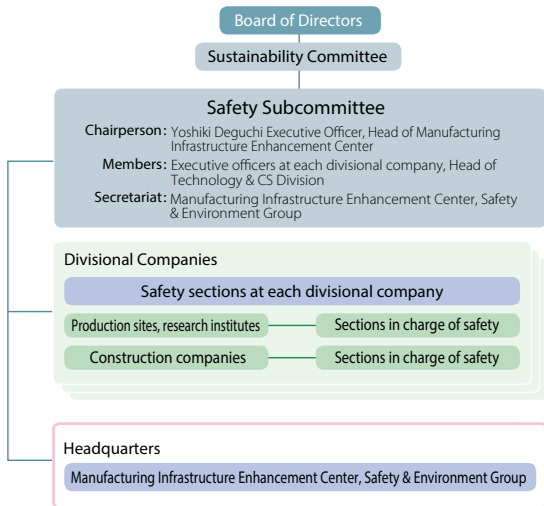 Board of Directors
Sustainability Committee
Safety Subcommittee
Chairperson: Yoshiki Deguchi Executive Officer, Head of Manufacturing
Infrastructure Enhancement Center
Members: Executive officers at each divisional company, Head of
Technology & CS Division
Secretariat: Manufacturing Infrastructure Enhancement Center, Safety
& Environment Group
Divisional Companies
Safety sections at each divisional company
Production sites, research institutes Sections in charge of safety
Construction companies Sections in charge of safety
Headquarters
Manufacturing Infrastructure Enhancement Center, Safety & Environment Group